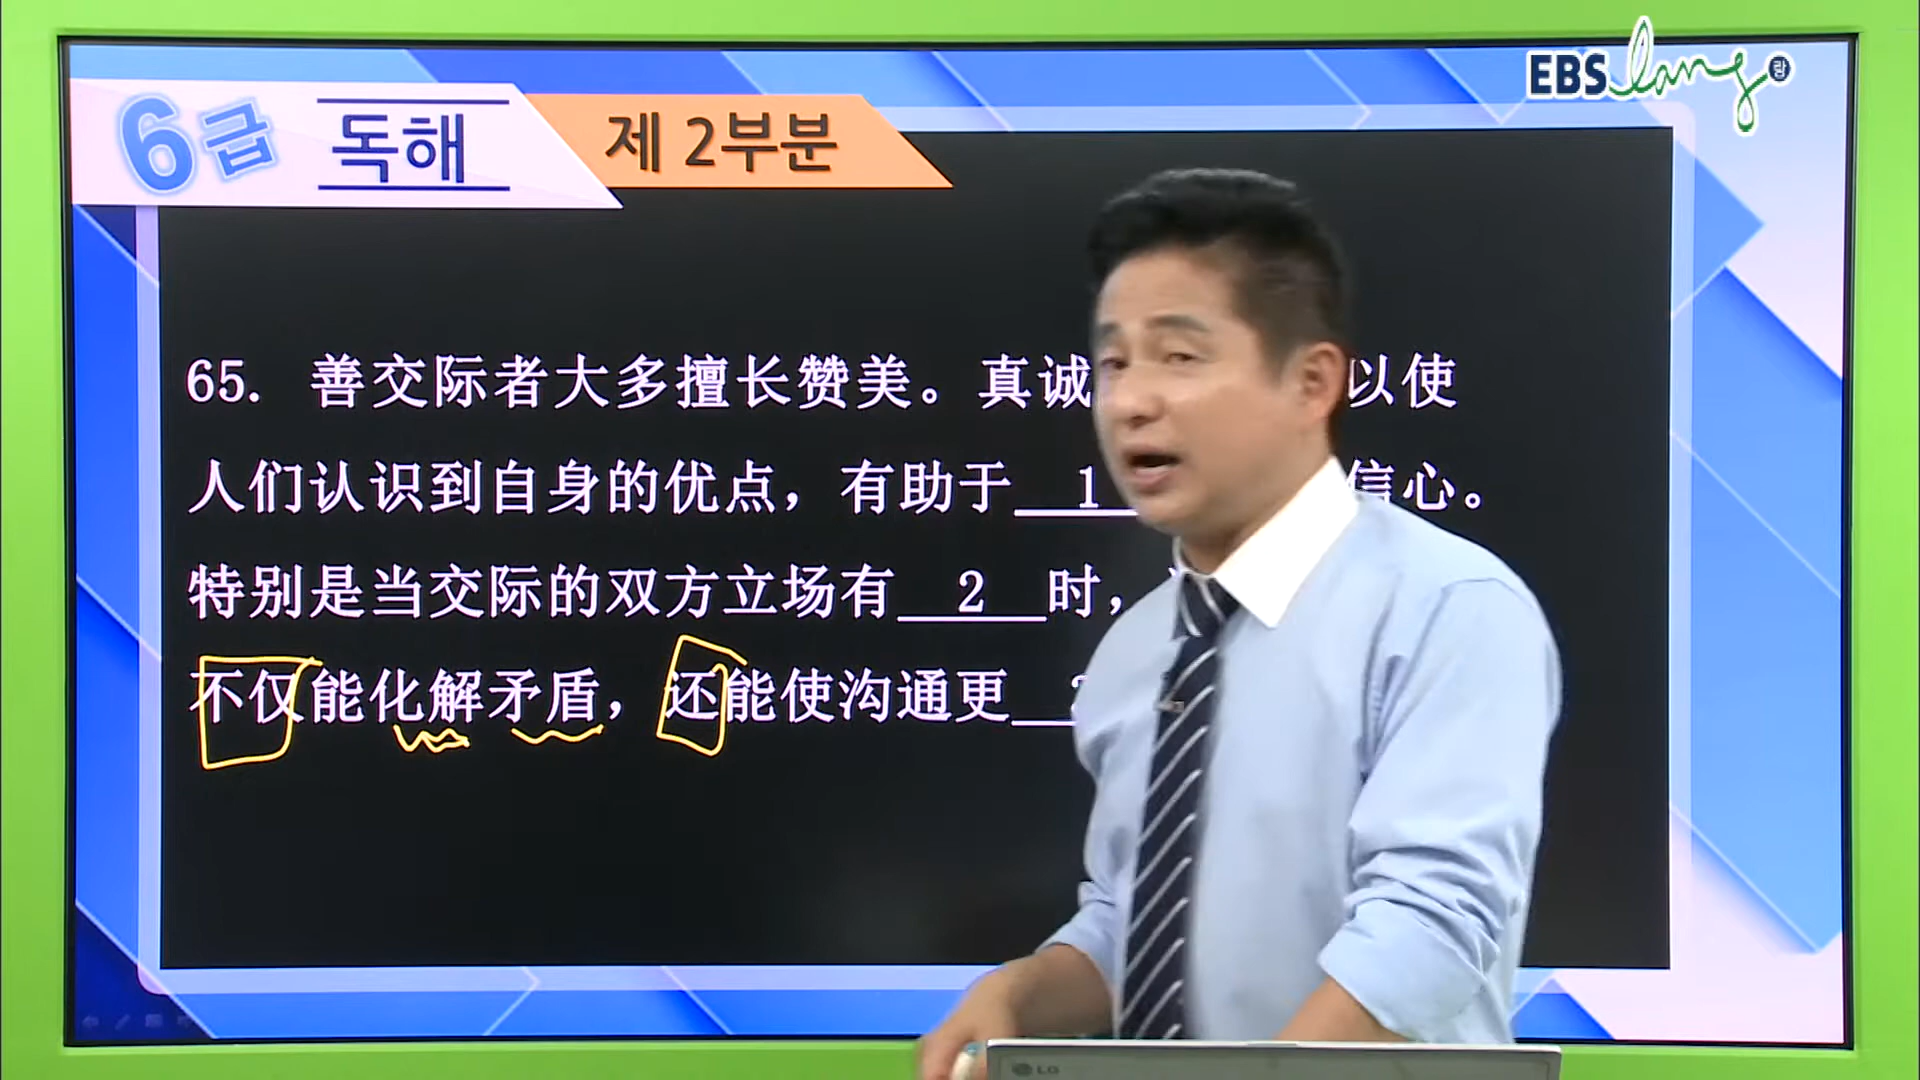 EBS lang 랑
6급 독해 제 2부분
65. 善交际者大多擅长赞美。真诚 以使
人们认识到自身的优点，有助于 1 信心。
特别是当交际的双方立场有 2 时，
不仅能化解矛盾，还能使沟通更
LG